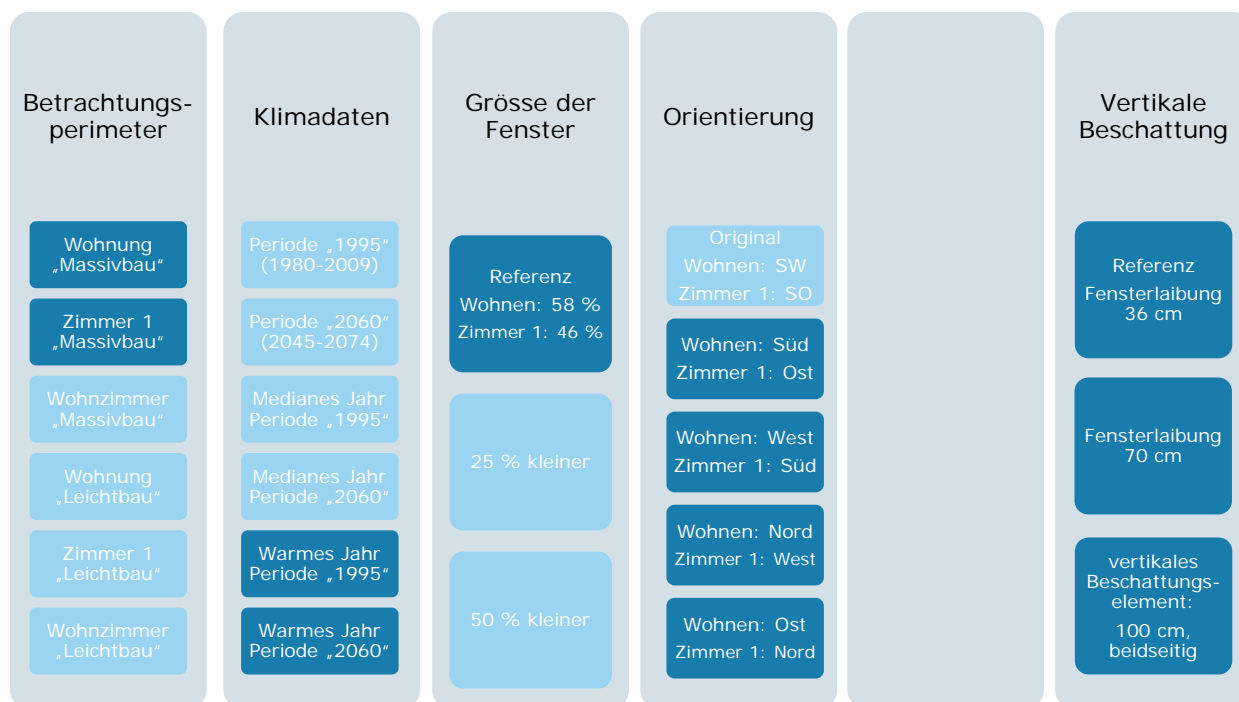 Betrachtungs-
perimeter
Wohnung
„Massivbau“
Zimmer 1
„Massivbau“
Wohnzimmer
„Massivbau“
Wohnung
„Leichtbau“
Zimmer 1
„Leichtbau“
Wohnzimmer
„Leichtbau“
Klimadaten
Periode „1995“
(1980-2009)
Periode „2060“
(2045-2074)
Medianes Jahr
Periode „1995“
Medianes Jahr
Periode „2060“
Warmes Jahr
Periode „1995“
Warmes Jahr
Periode „2060“
Grösse der
Fenster
Referenz
Wohnen: 58 %
Zimmer 1: 46 %
25 % kleiner
50 % kleiner
Orientierung
Original
Wohnen: SW
Zimmer 1: SO
Wohnen: Süd
Zimmer 1: Ost
Wohnen: West
Zimmer 1: Süd
Wohnen: Nord
Zimmer 1: West
Wohnen: Ost
Zimmer 1: Nord
Vertikale
Beschattung
Referenz
Fensterlaibung
36 cm
Fensterlaibung
70 cm
vertikales
Beschattungs-
element:
100 cm,
beidseitig